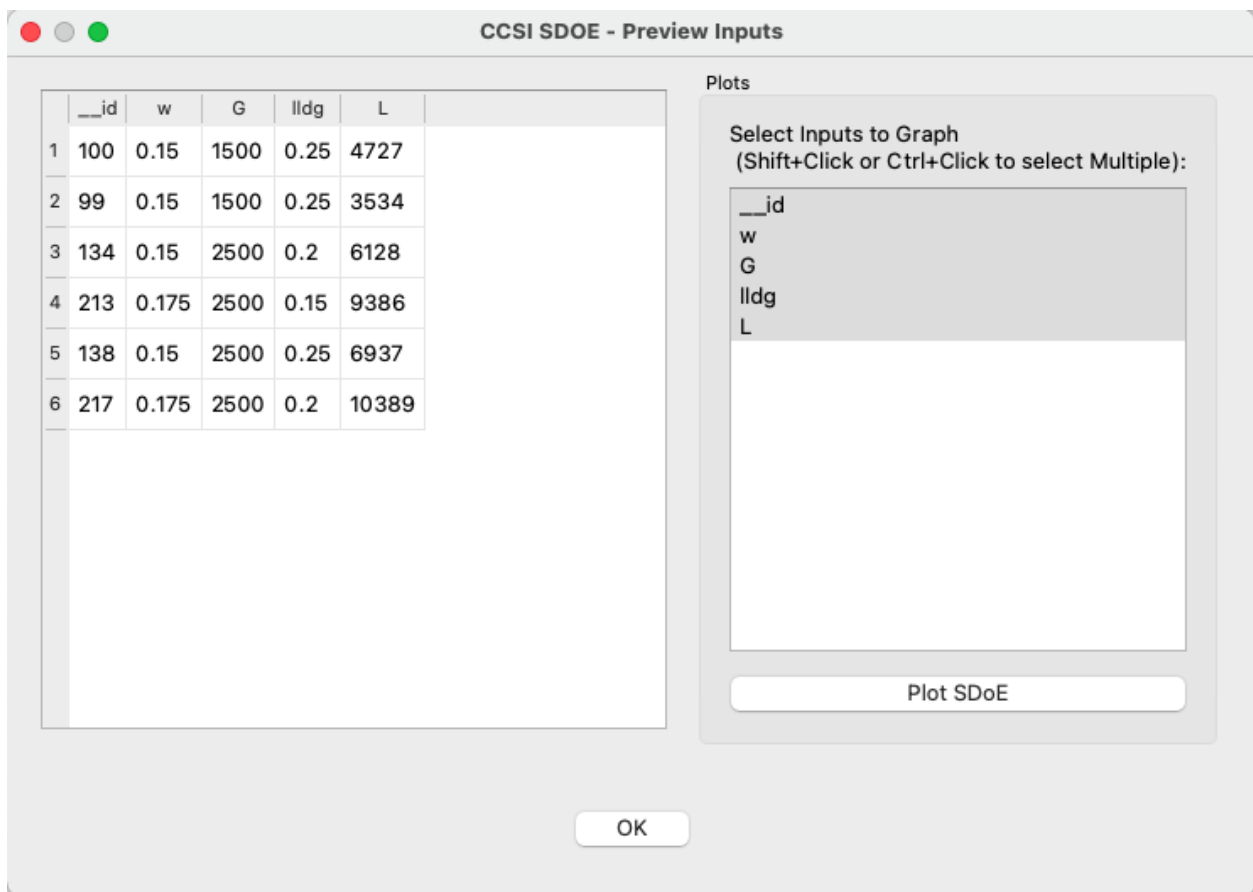 CCSI SDOE - Preview Inputs
__id w G lldg L
1 100 0.15 1500 0.25 4727
2 99 0.15 1500 0.25 3534
3 134 0.15 2500 0.2 6128
4 213 0.175 2500 0.15 9386
5 138 0.15 2500 0.25 6937
6 217 0.175 2500 0.2 10389
Plots
Select Inputs to Graph
(Shift+Click or Ctrl+Click to select Multiple):
__id
w
G
lldg
L
Plot SDoE
OK